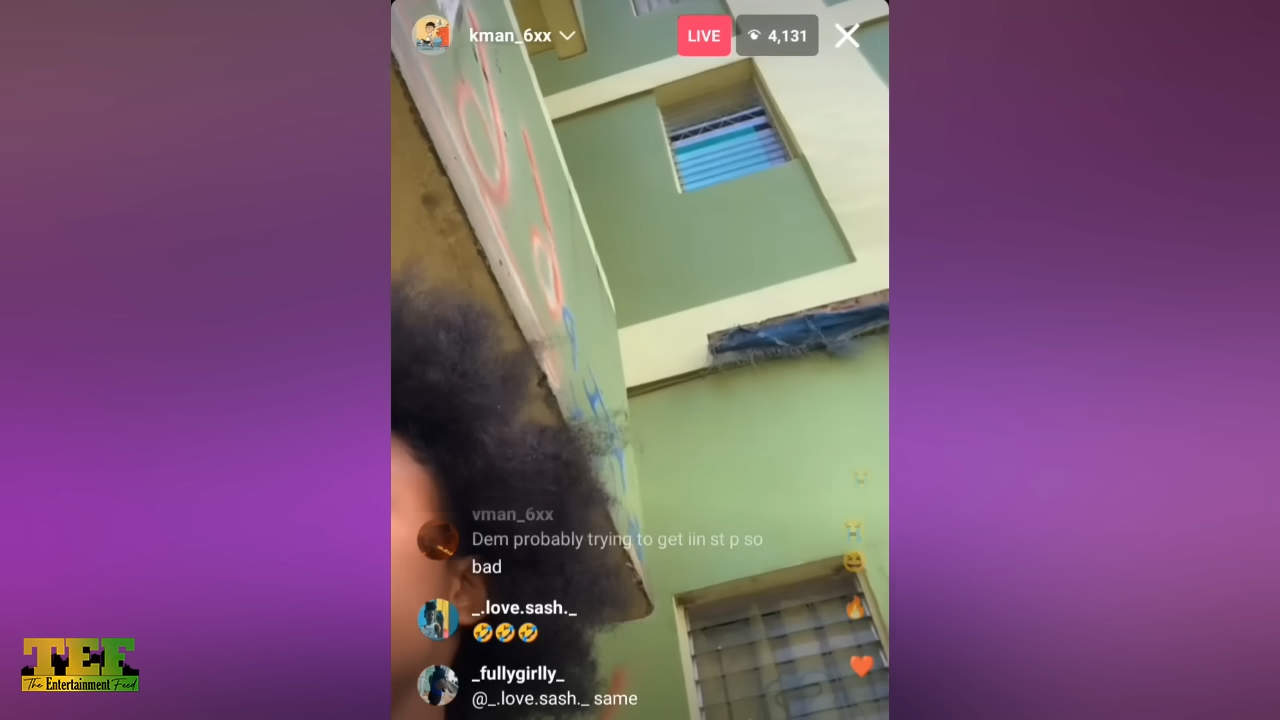 kman_6xx
LIVE
4,131
vman_6xx
Dem probably trying to get iin st p so
bad
_.love.sash._
🤣🤣🤣
_fullygirlly_
@_.love.sash._ same
TEF
The Entertainment Feed